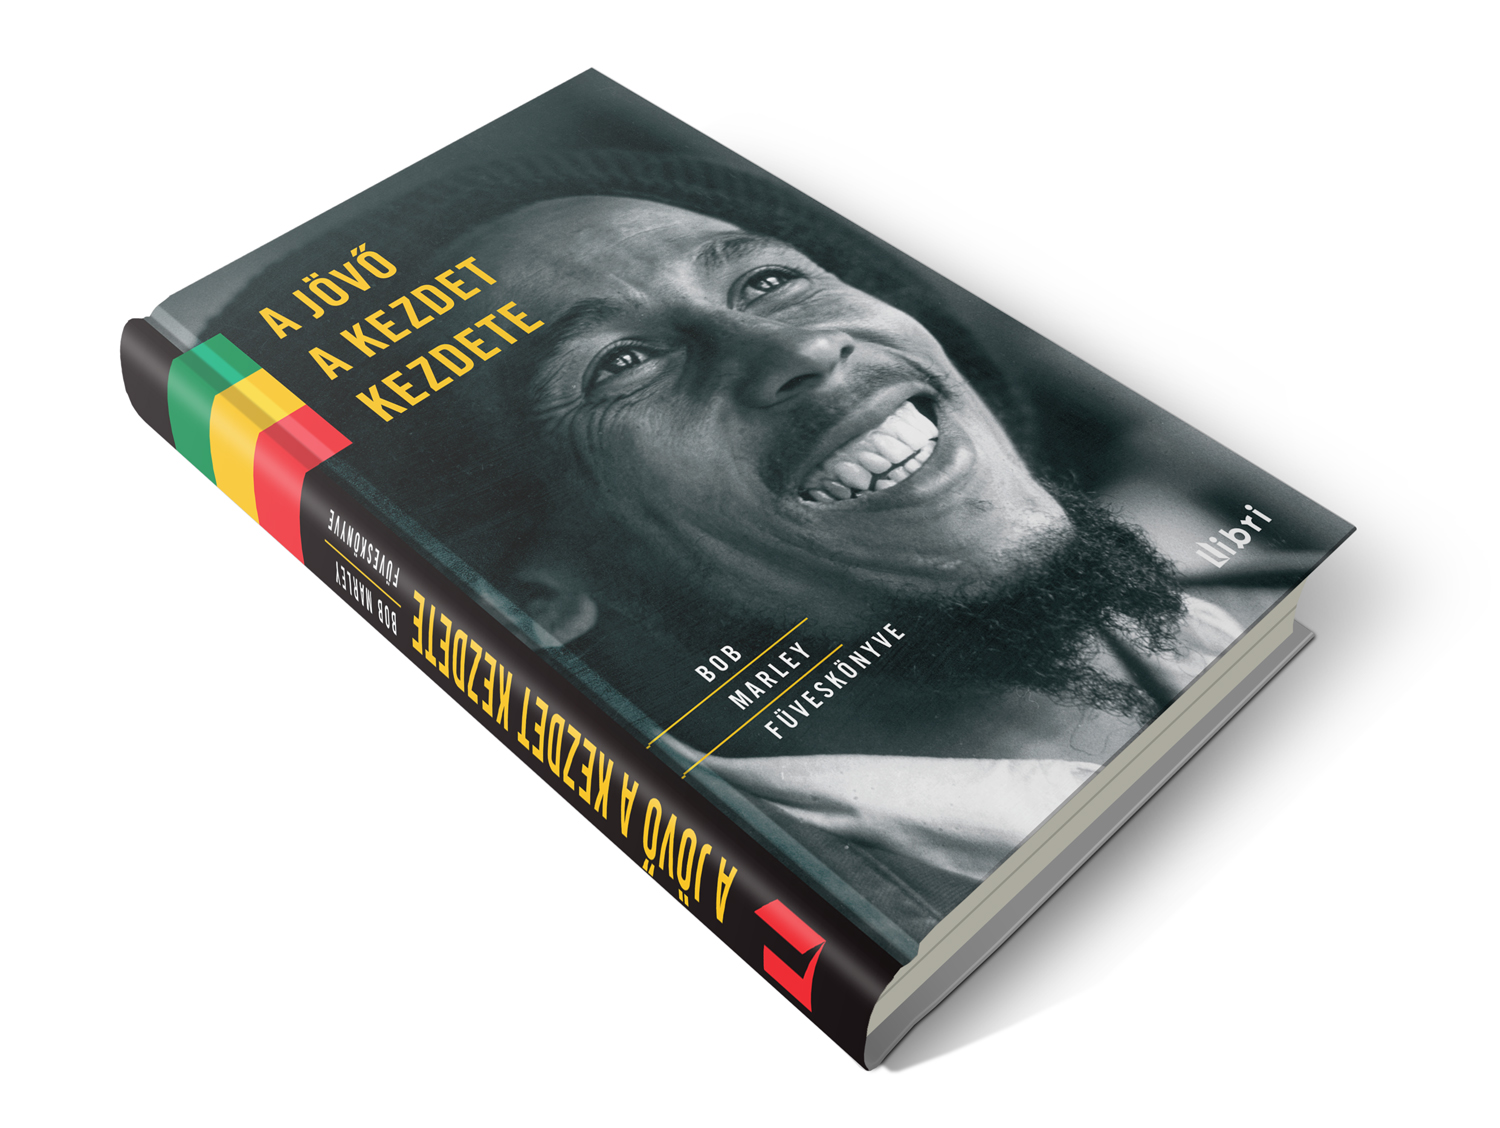 A JÖVŐ
A KEZDET
KEZDETE
BOB
MARLEY
FÜVESKÖNYVE
libri
BOB MARLEY
FÜVESKÖNYVE
A JÖVŐ A KEZDET KEZDETE